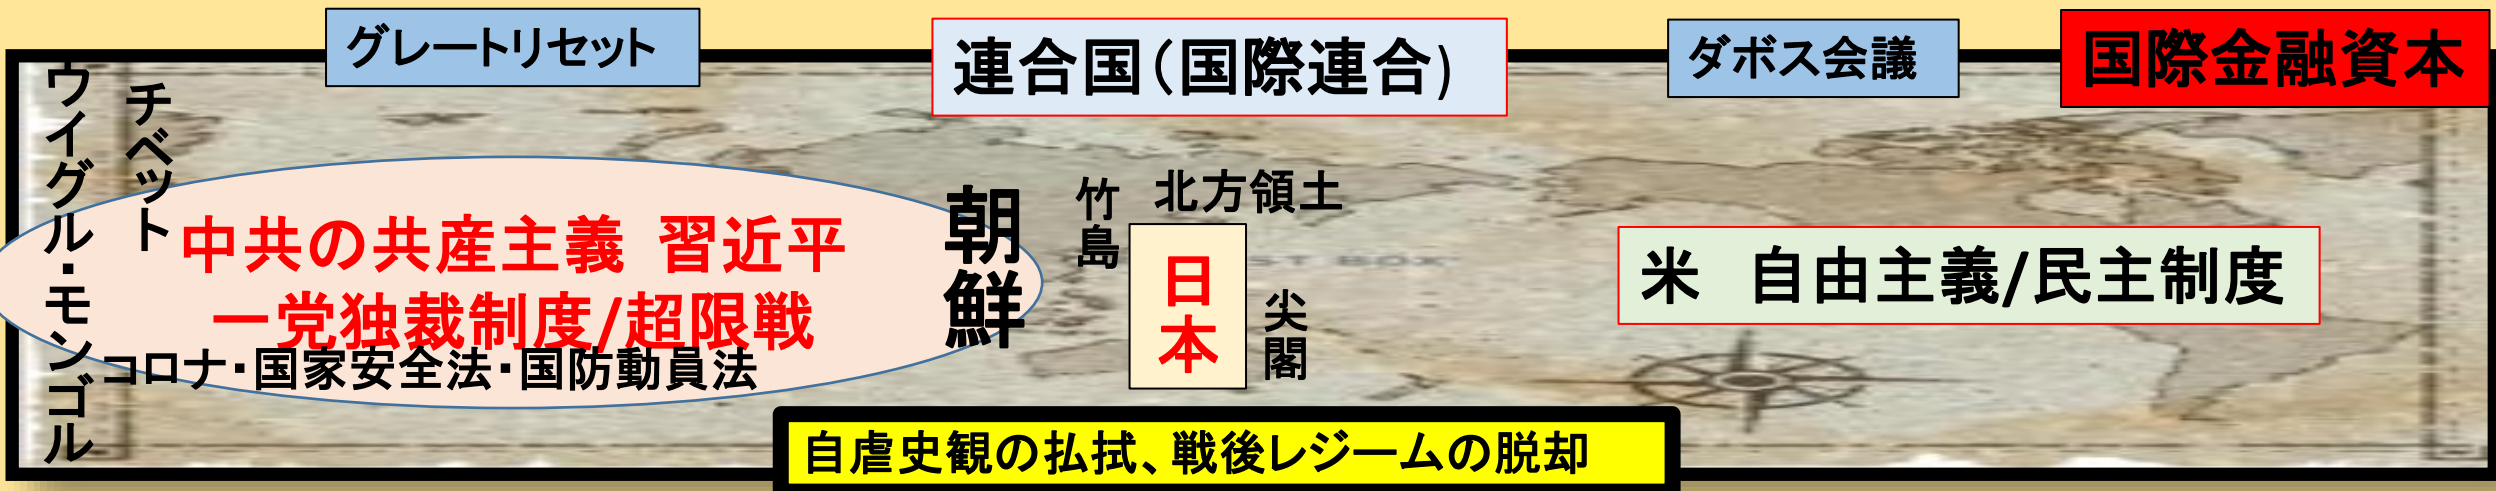 グレートリセット
連合国(国際連合)
ダボス会議
国際金融資本
ウイグル・モンゴル
チベット
中共の共産主義 習近平
一党独裁制度/超限戦
コロナ・国家安全法・国防動員法
朝鮮
竹島
北方領土
日本
尖閣
米 自由主義/民主制度
自虐史観の払拭、戦後レジームの脱却